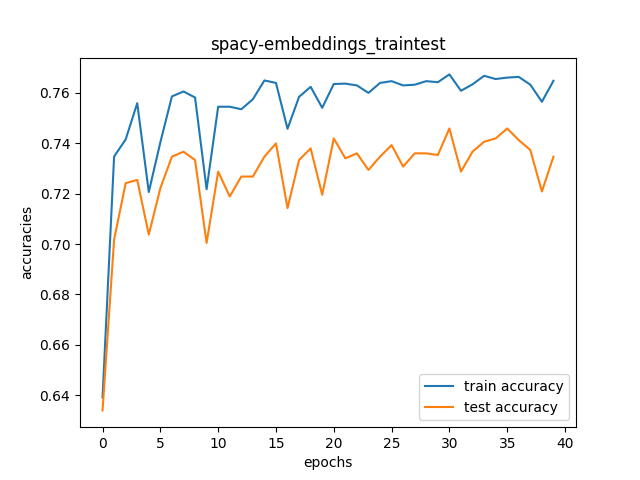 spacy-embeddings_traintest
accuracies
0.76
0.74
0.72
0.70
0.68
0.66
0.64
train accuracy
test accuracy
0 5 10 15 20 25 30 35 40
epochs